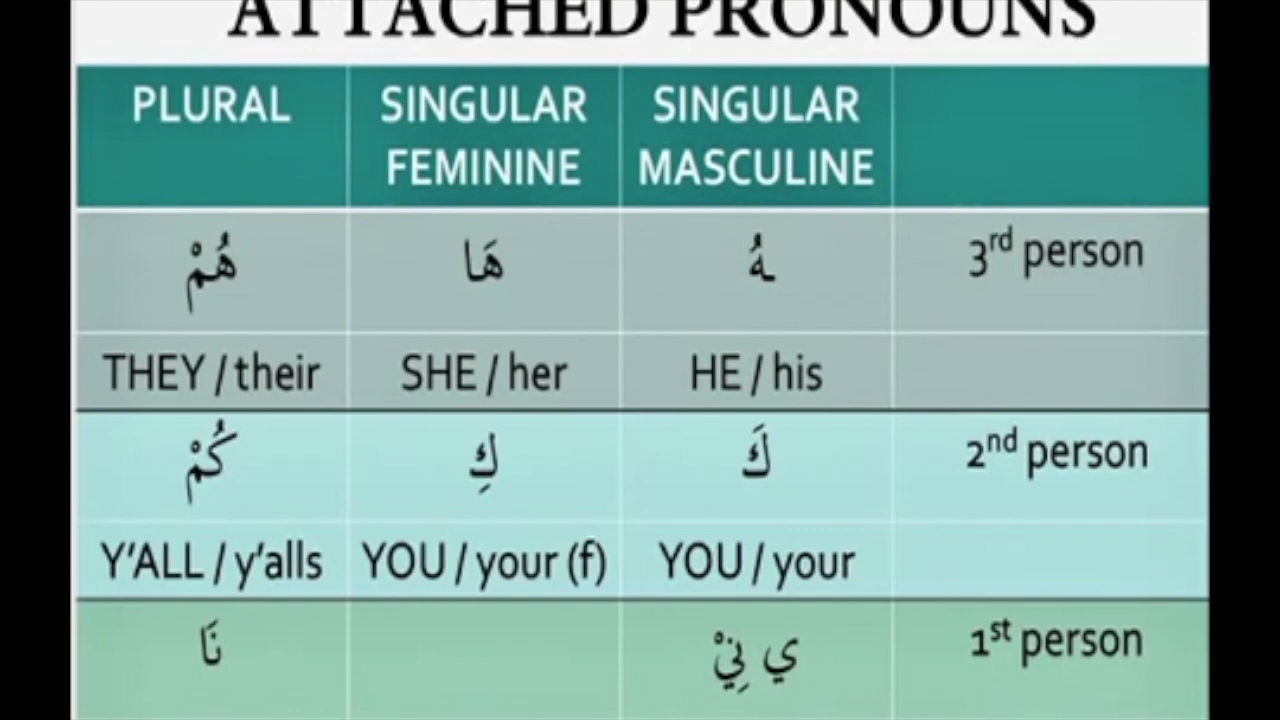 ATTACHED PRONOUNS
PLURAL SINGULAR FEMININE SINGULAR MASCULINE
هُمْ هَا ـهُ 3rd person
THEY / their SHE / her HE / his
كُمْ كِ كَ 2nd person
Y'ALL / y'alls YOU / your (f) YOU / your
نَا ي نِيْ 1st person